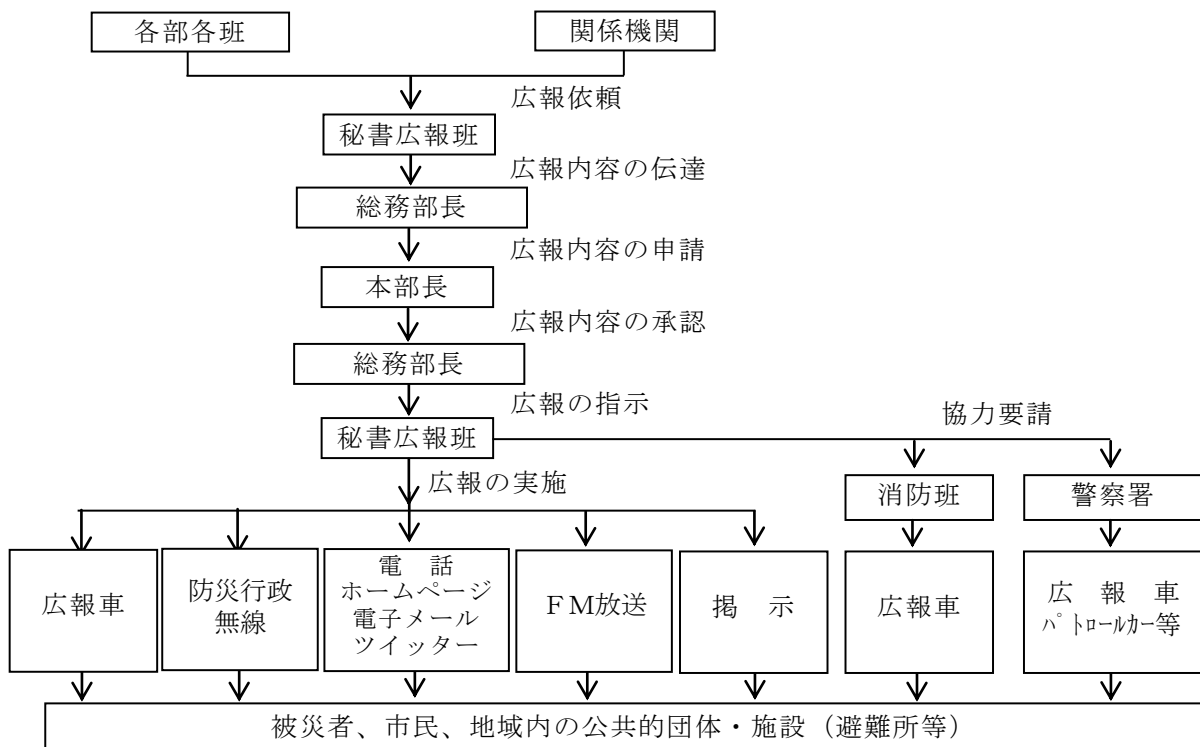 各部各班
関係機関
広報依頼
秘書広報班
広報内容の伝達
総務部長
広報内容の申請
本部長
広報内容の承認
総務部長
広報の指示
協力要請
秘書広報班
広報の実施
消防班
警察署
広報車
防災行政
無線
電　話
ホームページ
電子メール
ツイッター
ＦＭ放送
掲　示
広報車
広　報　車
パトロールカー等
被災者、市民、地域内の公共的団体・施設（避難所等）